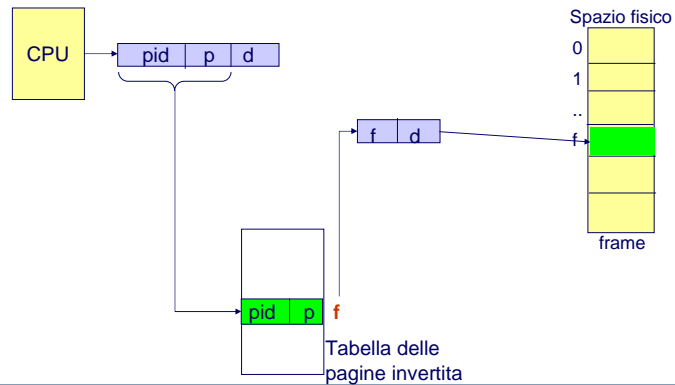 Spazio fisico
CPU
pid p d
0
1
..
f d
f
frame
pid p f
Tabella delle
pagine invertita